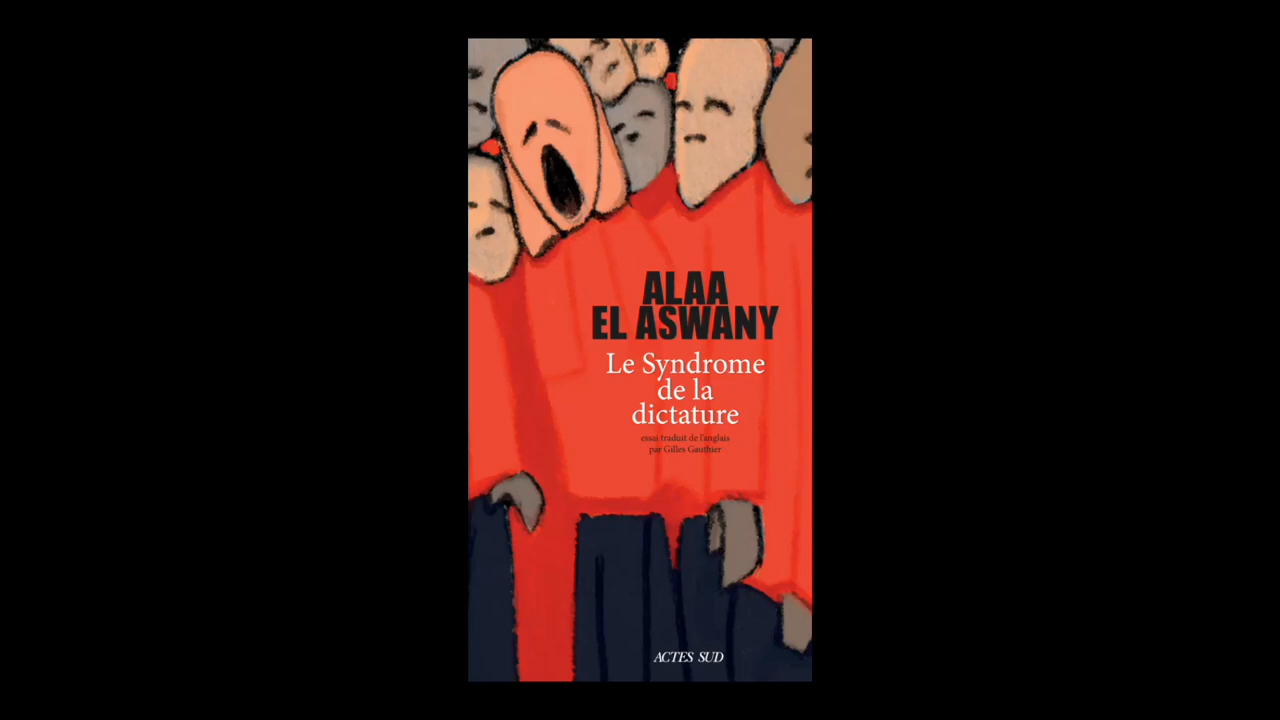 ALAA
EL ASWANY
Le Syndrome
de la
dictature
essai traduit de l'anglais
par Gilles Gauthier
ACTES SUD